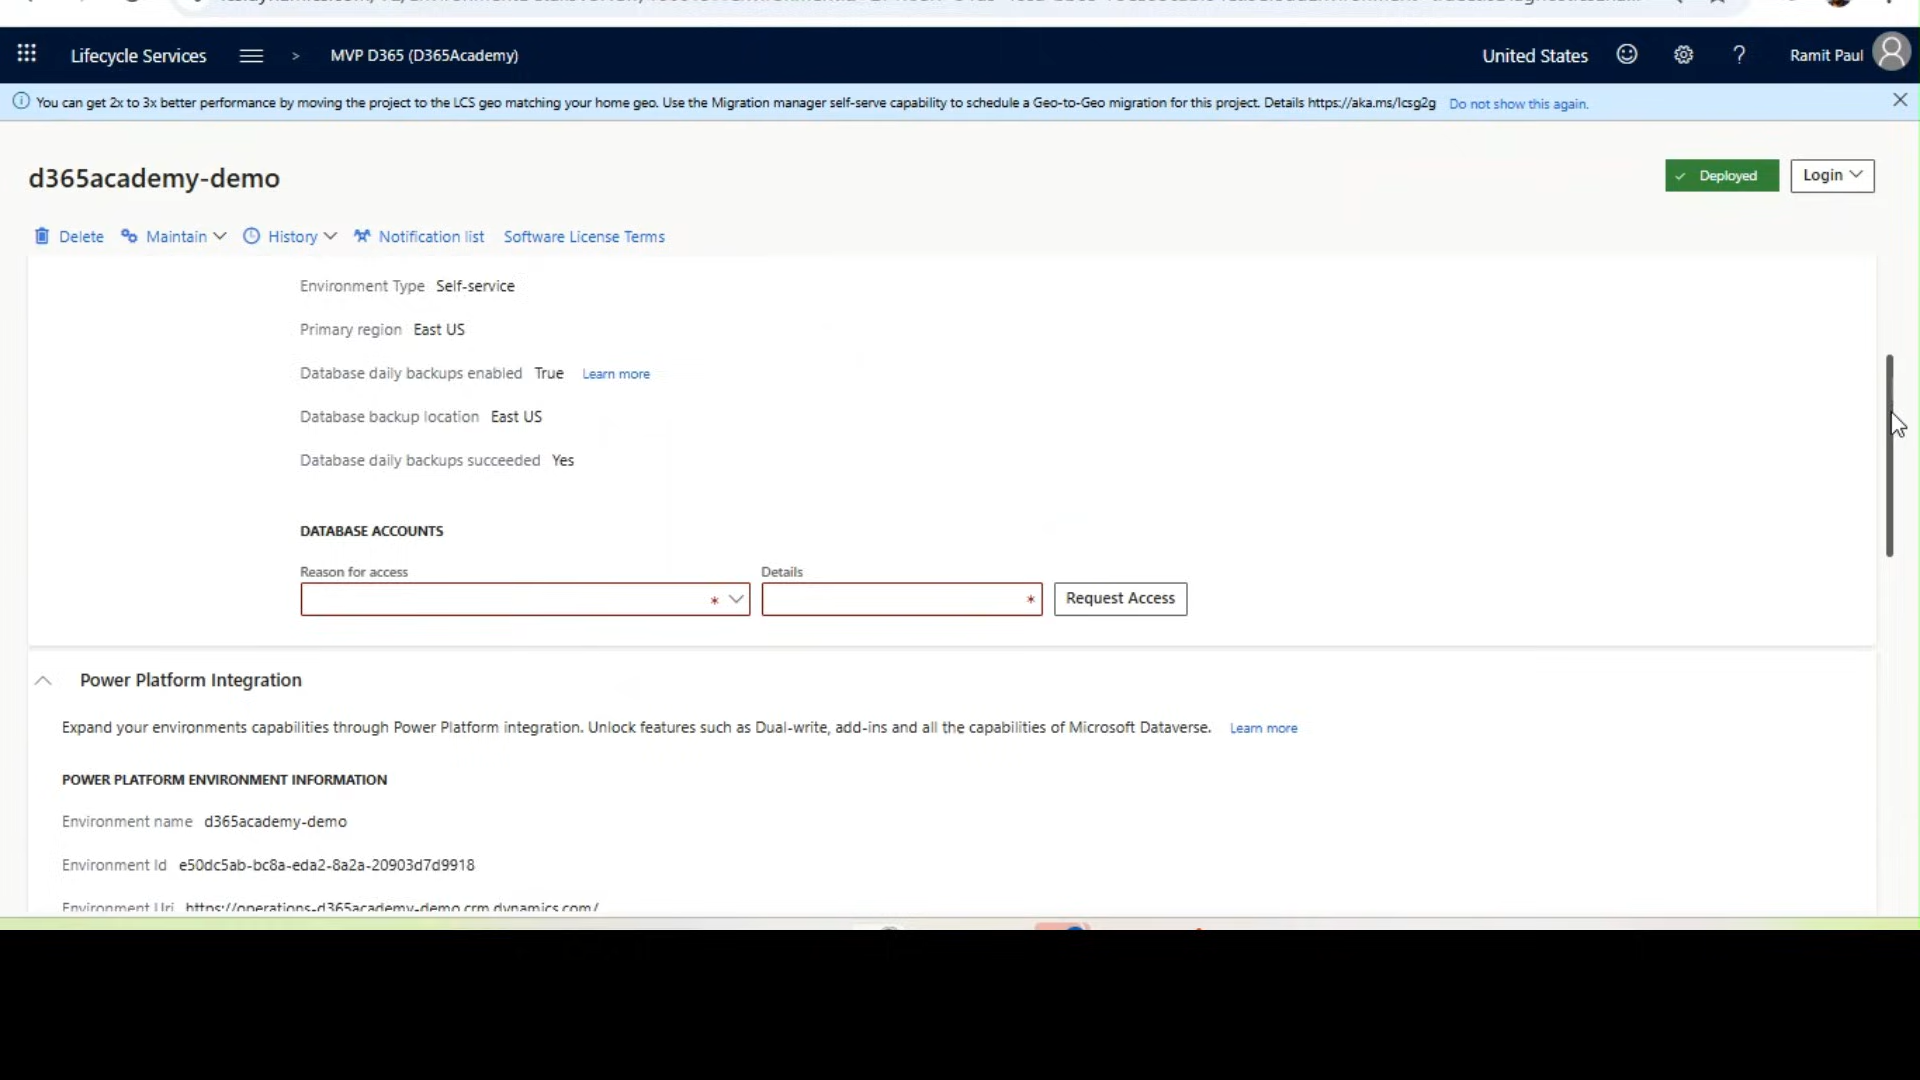 Lifecycle Services > MVP D365 (D365Academy) United States ? Ramit Paul
You can get 2x to 3x better performance by moving the project to the LCS geo matching your home geo. Use the Migration manager self-serve capability to schedule a Geo-to-Geo migration for this project. Details https://aka.ms/lcsg2g Do not show this again.
d365academy-demo
Deployed
Login
Delete Maintain History Notification list Software License Terms
Environment Type Self-service
Primary region East US
Database daily backups enabled True Learn more
Database backup location East US
Database daily backups succeeded Yes
DATABASE ACCOUNTS
Reason for access Details
* * Request Access
Power Platform Integration
Expand your environments capabilities through Power Platform integration. Unlock features such as Dual-write, add-ins and all the capabilities of Microsoft Dataverse. Learn more
POWER PLATFORM ENVIRONMENT INFORMATION
Environment name d365academy-demo
Environment Id e50dc5ab-bc8a-eda2-8a2a-20903d7d9918
Environment Uri https://operations-d365academy-demo.crm.dynamics.com/